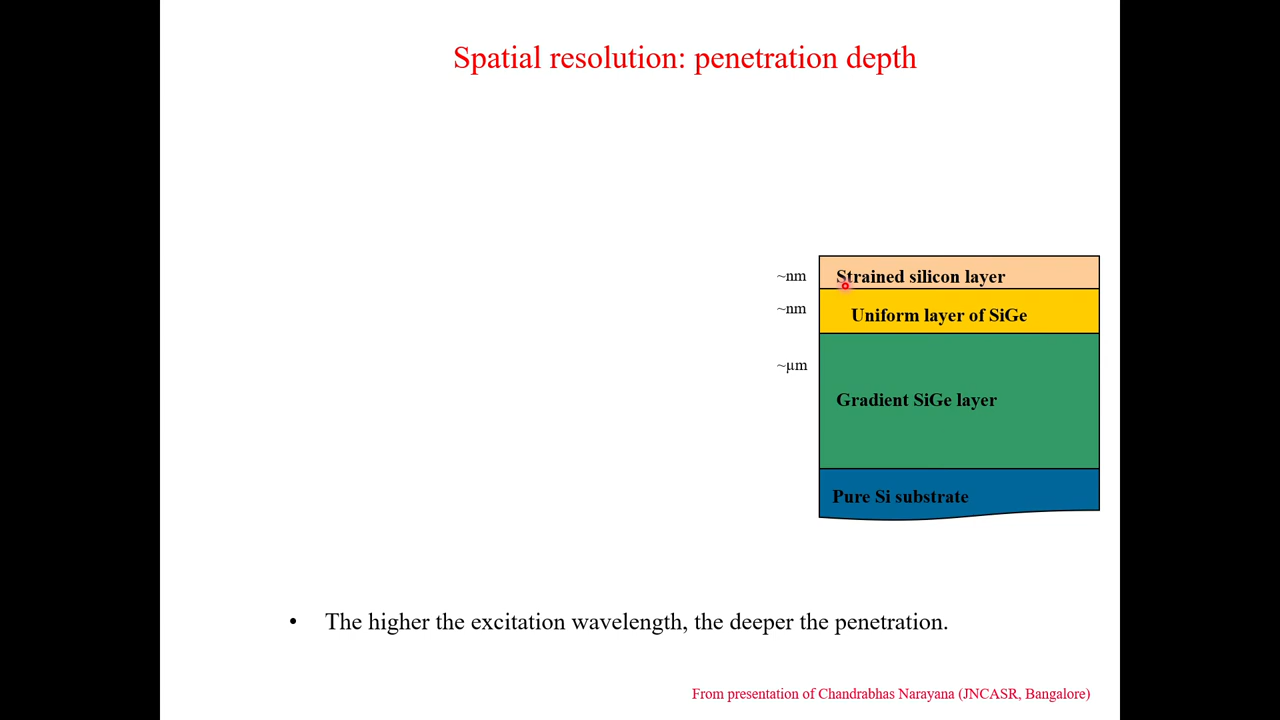 Spatial resolution: penetration depth
~nm
Strained silicon layer
~nm
Uniform layer of SiGe
~µm
Gradient SiGe layer
Pure Si substrate
• The higher the excitation wavelength, the deeper the penetration.
From presentation of Chandrabhas Narayana (JNCASR, Bangalore)